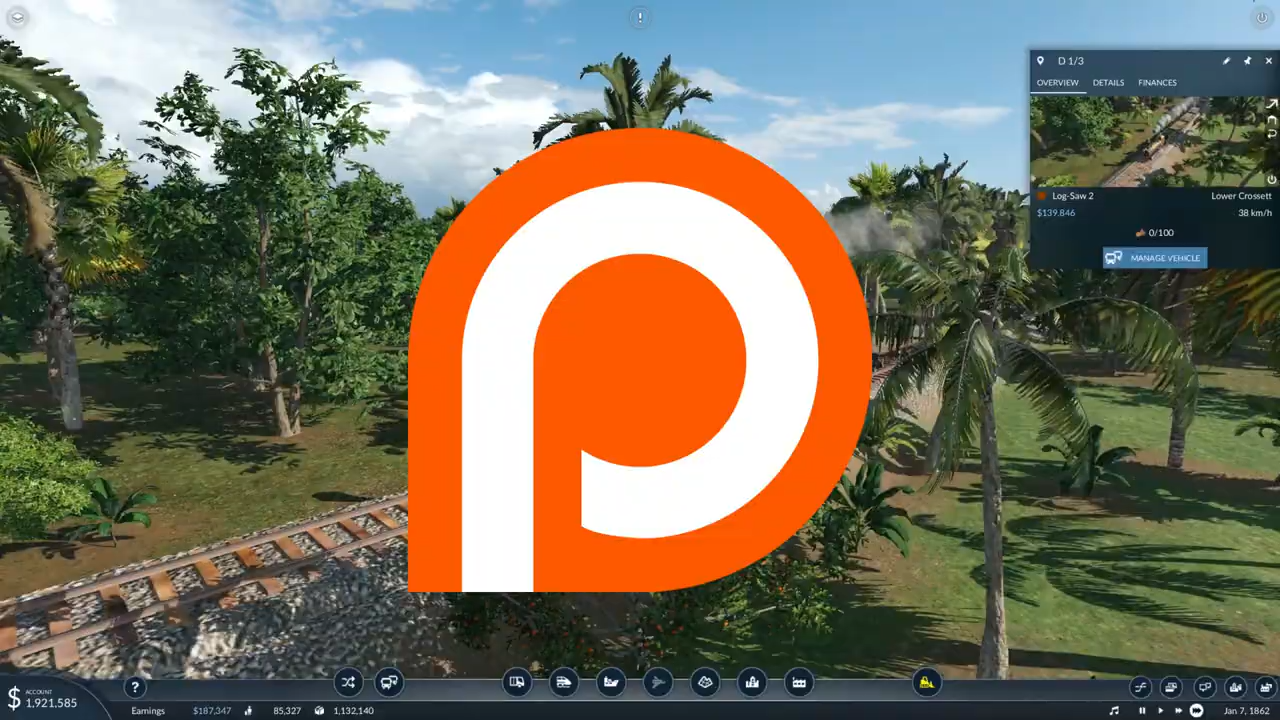 D 1/3
OVERVIEW DETAILS FINANCES
Log-Saw 2 Lower Crossett
$139,846 38 km/h
0/100
MANAGE VEHICLE
$ ACCOUNT
1,921,585
?
Earnings $187,347 85,327 1,132,140
Jan 7, 1862